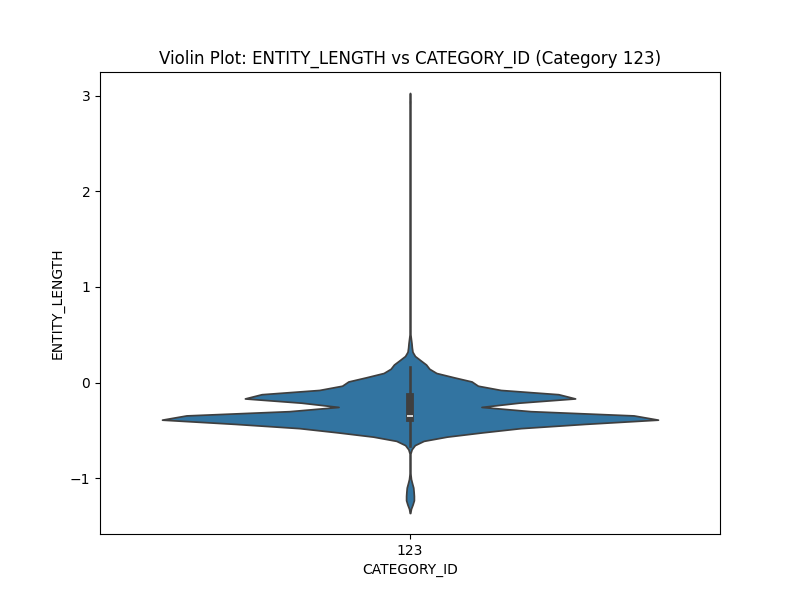 Violin Plot: ENTITY_LENGTH vs CATEGORY_ID (Category 123)
3
2
1
0
−1
ENTITY_LENGTH
123
CATEGORY_ID